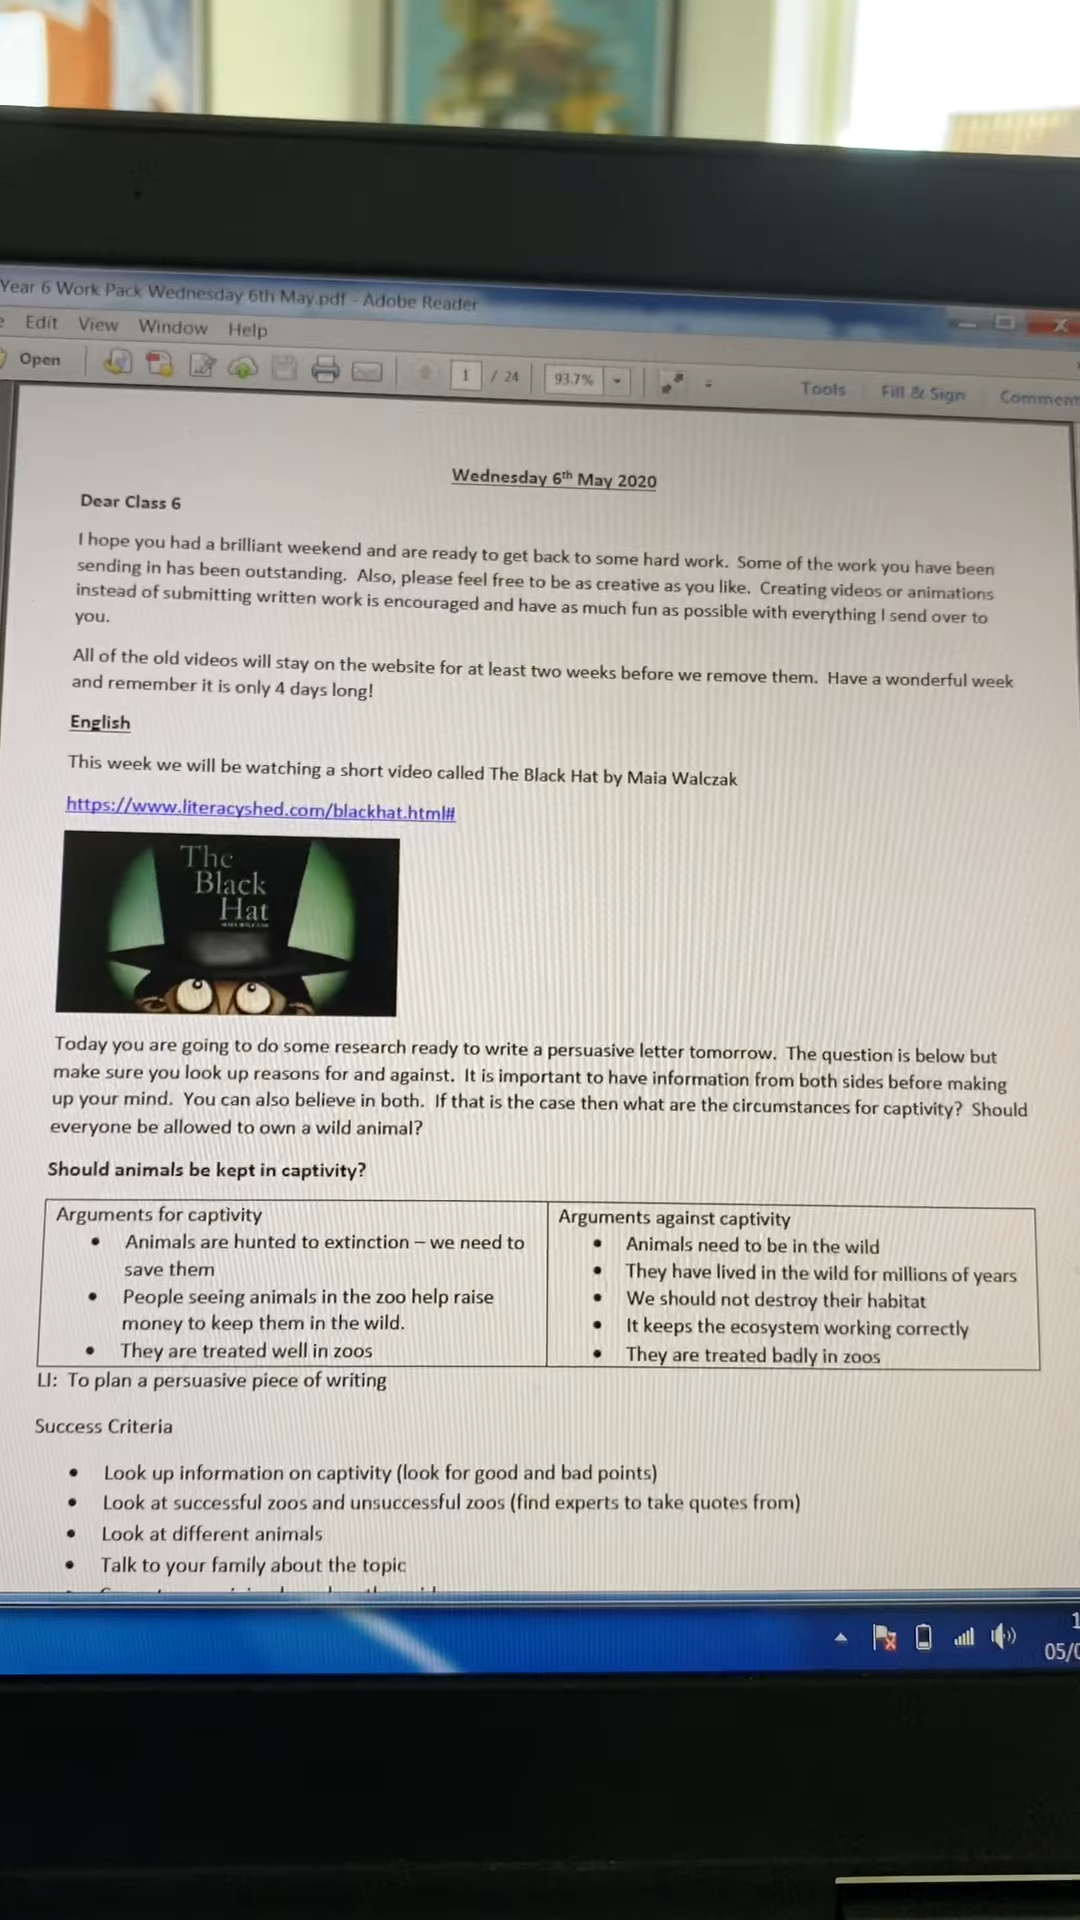 Year 6 Work Pack Wednesday 6th May.pdf - Adobe Reader
Edit View Window Help
Open 1 / 24 93.7% Tools Fill & Sign Comment
Wednesday 6th May 2020
Dear Class 6
I hope you had a brilliant weekend and are ready to get back to some hard work. Some of the work you have been
sending in has been outstanding. Also, please feel free to be as creative as you like. Creating videos or animations
instead of submitting written work is encouraged and have as much fun as possible with everything I send over to
you.
All of the old videos will stay on the website for at least two weeks before we remove them. Have a wonderful week
and remember it is only 4 days long!
English
This week we will be watching a short video called The Black Hat by Maia Walczak
https://www.literacyshed.com/blackhat.html#
The
Black
Hat
Today you are going to do some research ready to write a persuasive letter tomorrow. The question is below but
make sure you look up reasons for and against. It is important to have information from both sides before making
up your mind. You can also believe in both. If that is the case then what are the circumstances for captivity? Should
everyone be allowed to own a wild animal?
Should animals be kept in captivity?
Arguments for captivity
• Animals are hunted to extinction – we need to
save them
• People seeing animals in the zoo help raise
money to keep them in the wild.
• They are treated well in zoos
Arguments against captivity
• Animals need to be in the wild
• They have lived in the wild for millions of years
• We should not destroy their habitat
• It keeps the ecosystem working correctly
• They are treated badly in zoos
LI: To plan a persuasive piece of writing
Success Criteria
• Look up information on captivity (look for good and bad points)
• Look at successful zoos and unsuccessful zoos (find experts to take quotes from)
• Look at different animals
• Talk to your family about the topic
05/0